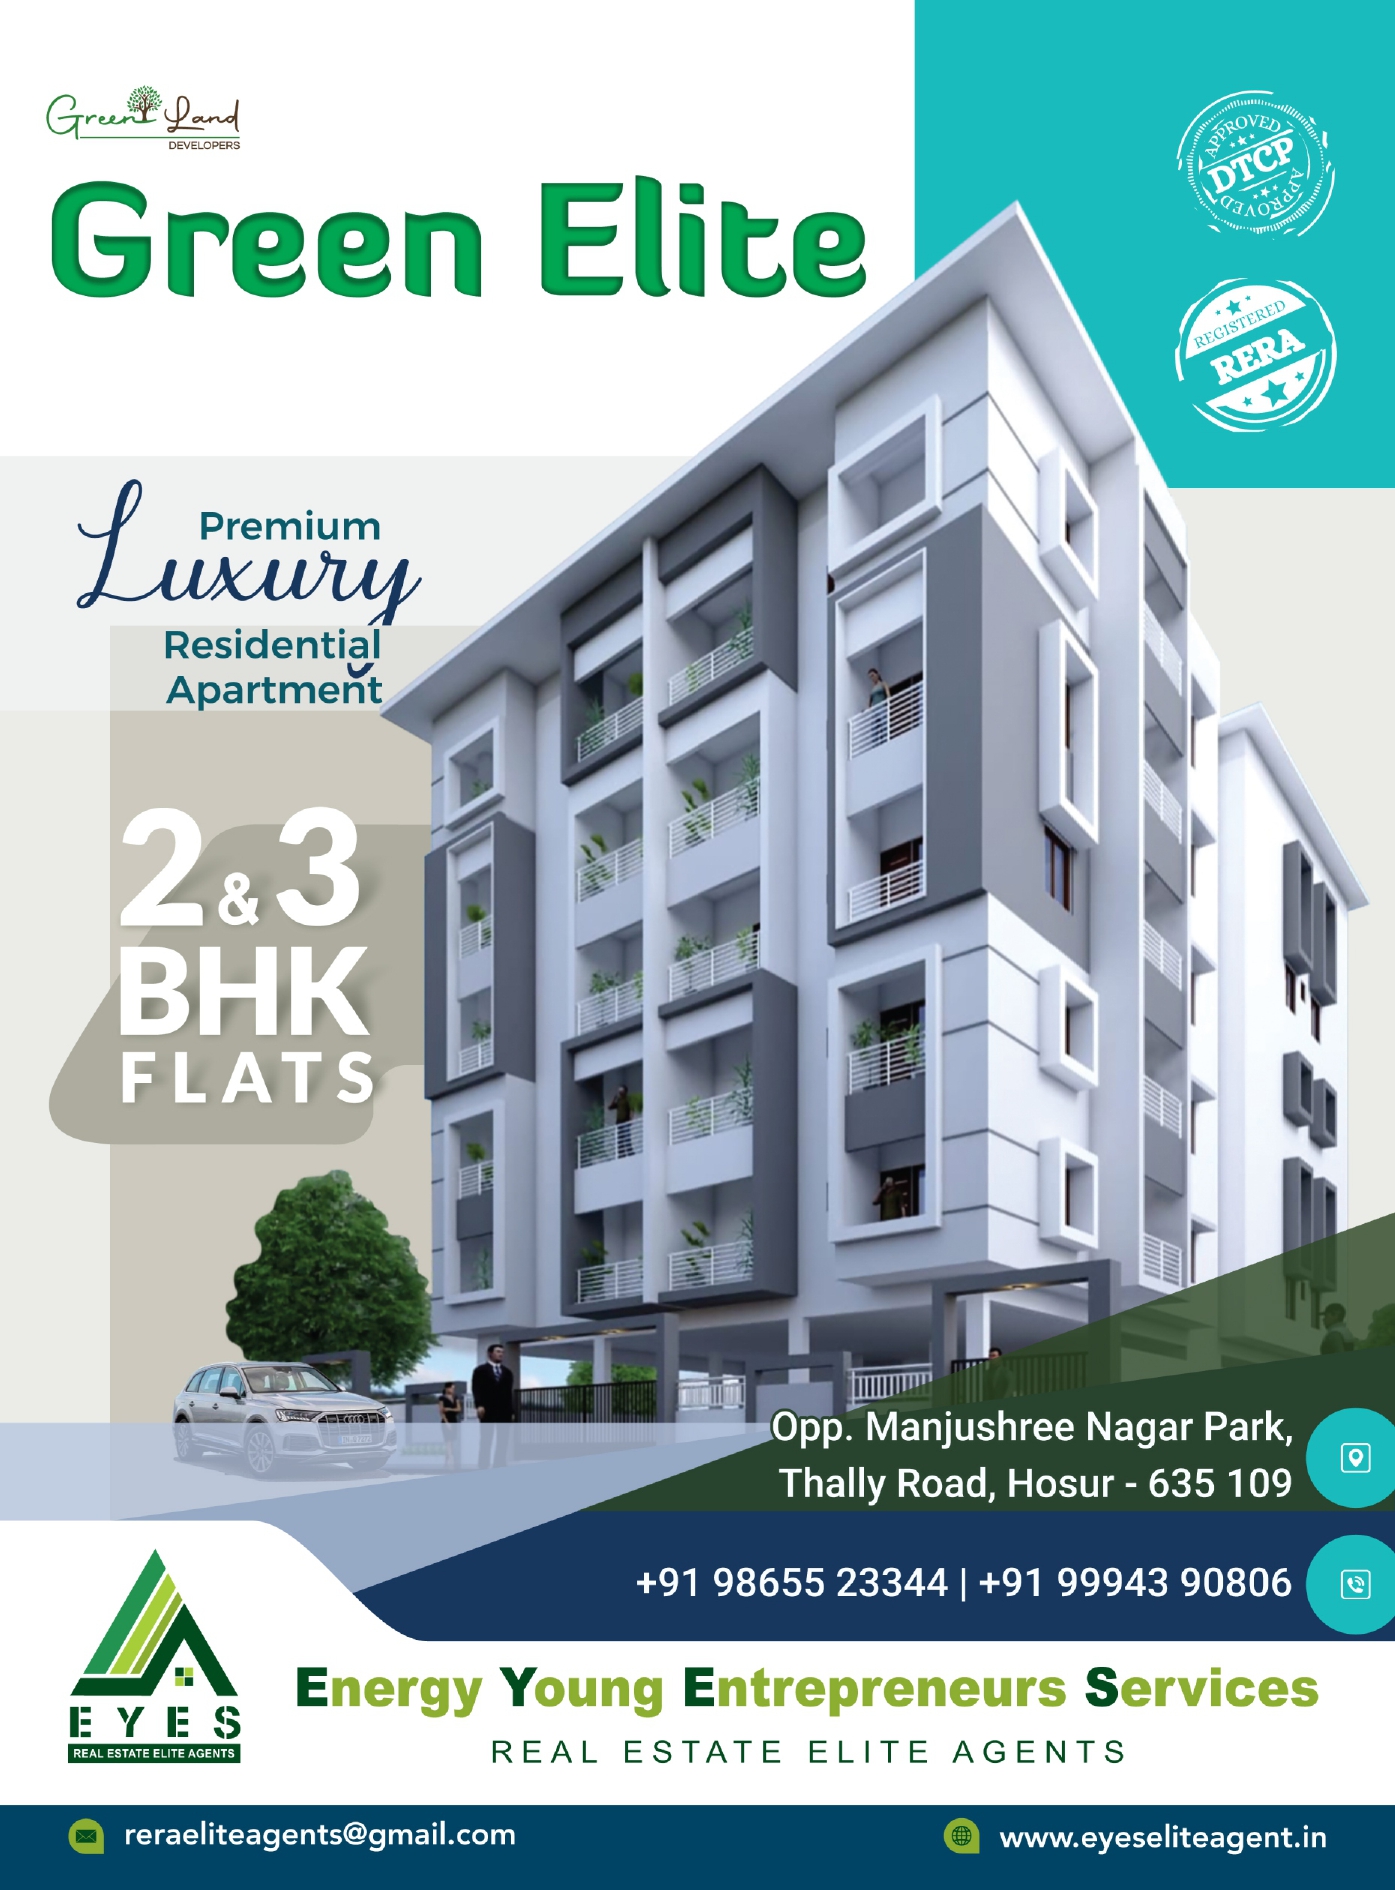 Green Land
DEVELOPERS
Green Elite
APPROVED
DTCP
APPROVED
REGISTERED
RERA
Premium
Luxury
Residential
Apartment
2 & 3
BHK
FLATS
Opp. Manjushree Nagar Park,
Thally Road, Hosur - 635 109
+91 98655 23344 | +91 99943 90806
EYES
REAL ESTATE ELITE AGENTS
Energy Young Entrepreneurs Services
REAL ESTATE ELITE AGENTS
reraeliteagents@gmail.com
www.eyeseliteagent.in